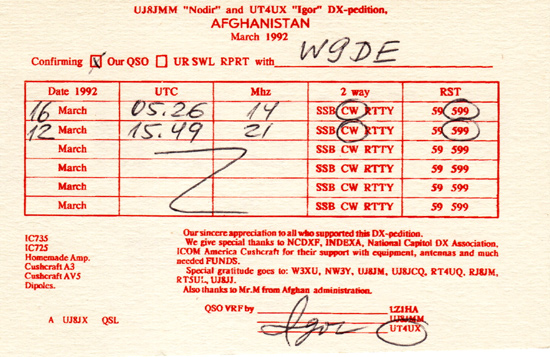 UJ8JMM "Nodir" and UT4UX "Igor" DX-pedition,
AFGHANISTAN
March 1992
Confirming X Our QSO UR SWL RPRT with W9DE
Date 1992 UTC Mhz 2 way RST
16 March 05.26 14 SSB CW RTTY 59 599
12 March 15.49 21 SSB CW RTTY 59 599
March SSB CW RTTY 59 599
March SSB CW RTTY 59 599
March SSB CW RTTY 59 599
March SSB CW RTTY 59 599
IC735
IC725
Homemade Amp.
Cushcraft A3
Cushcraft AV5
Dipoles.
Our sincere appreciation to all who supported this DX-pedition.
We give special thanks to NCDXF, INDEXA, National Capitol DX Association,
ICOM America Cushcraft for their support with equipment, antennas and much
needed FUNDS.
Special gratitude goes to: W3XU, NW3Y, UJ8JM, UJ8JCQ, RT4UQ, RJ8JM,
RT5UL, UJ8JJ.
Also thanks to Mr.M from Afghan administration.
QSO VRF by Igor LZ1HA
UJ8JMM
UT4UX
A UJ8JX QSL